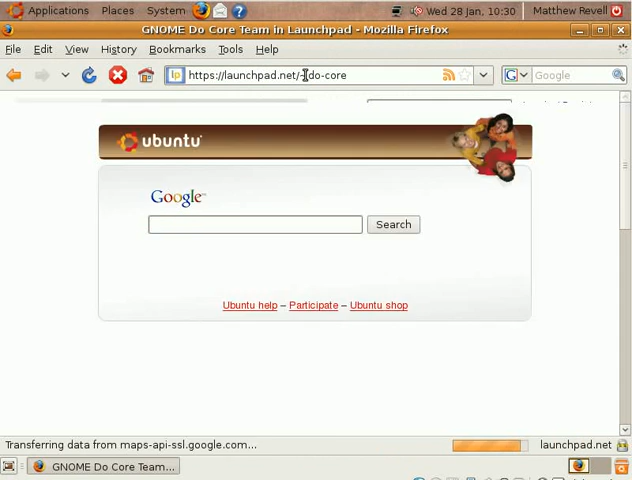 Applications Places System Wed 28 Jan, 10:30 Matthew Revell
GNOME Do Core Team in Launchpad - Mozilla Firefox
File Edit View History Bookmarks Tools Help
lp https://launchpad.net/~do-core G Google
ubuntu
Google
Search
Ubuntu help – Participate – Ubuntu shop
Transferring data from maps-api-ssl.google.com... launchpad.net
GNOME Do Core Team...